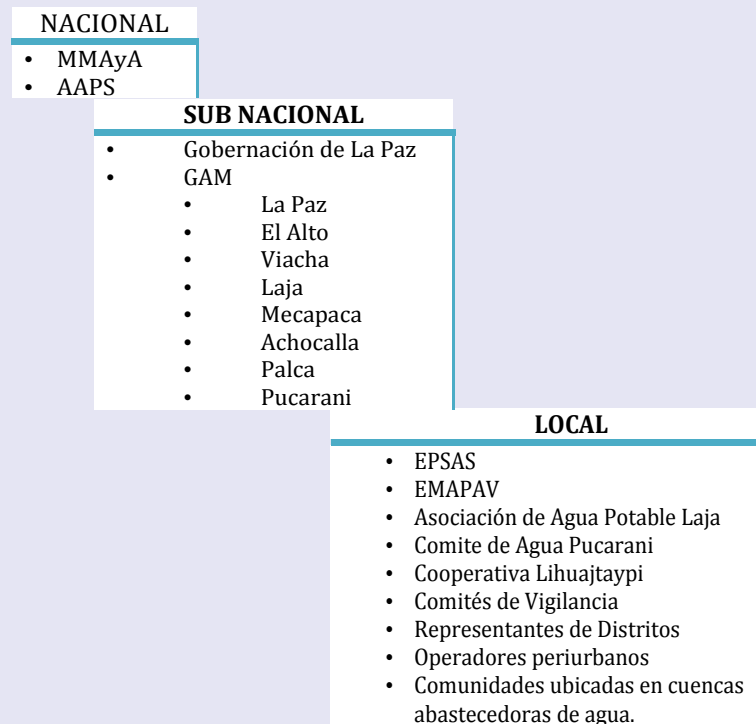 NACIONAL
• MMAyA
• AAPS
SUB NACIONAL
• Gobernación de La Paz
• GAM
• La Paz
• El Alto
• Viacha
• Laja
• Mecapaca
• Achocalla
• Palca
• Pucarani
LOCAL
• EPSAS
• EMAPAV
• Asociación de Agua Potable Laja
• Comite de Agua Pucarani
• Cooperativa Lihuajtaypi
• Comités de Vigilancia
• Representantes de Distritos
• Operadores periurbanos
• Comunidades ubicadas en cuencas
abastecedoras de agua.